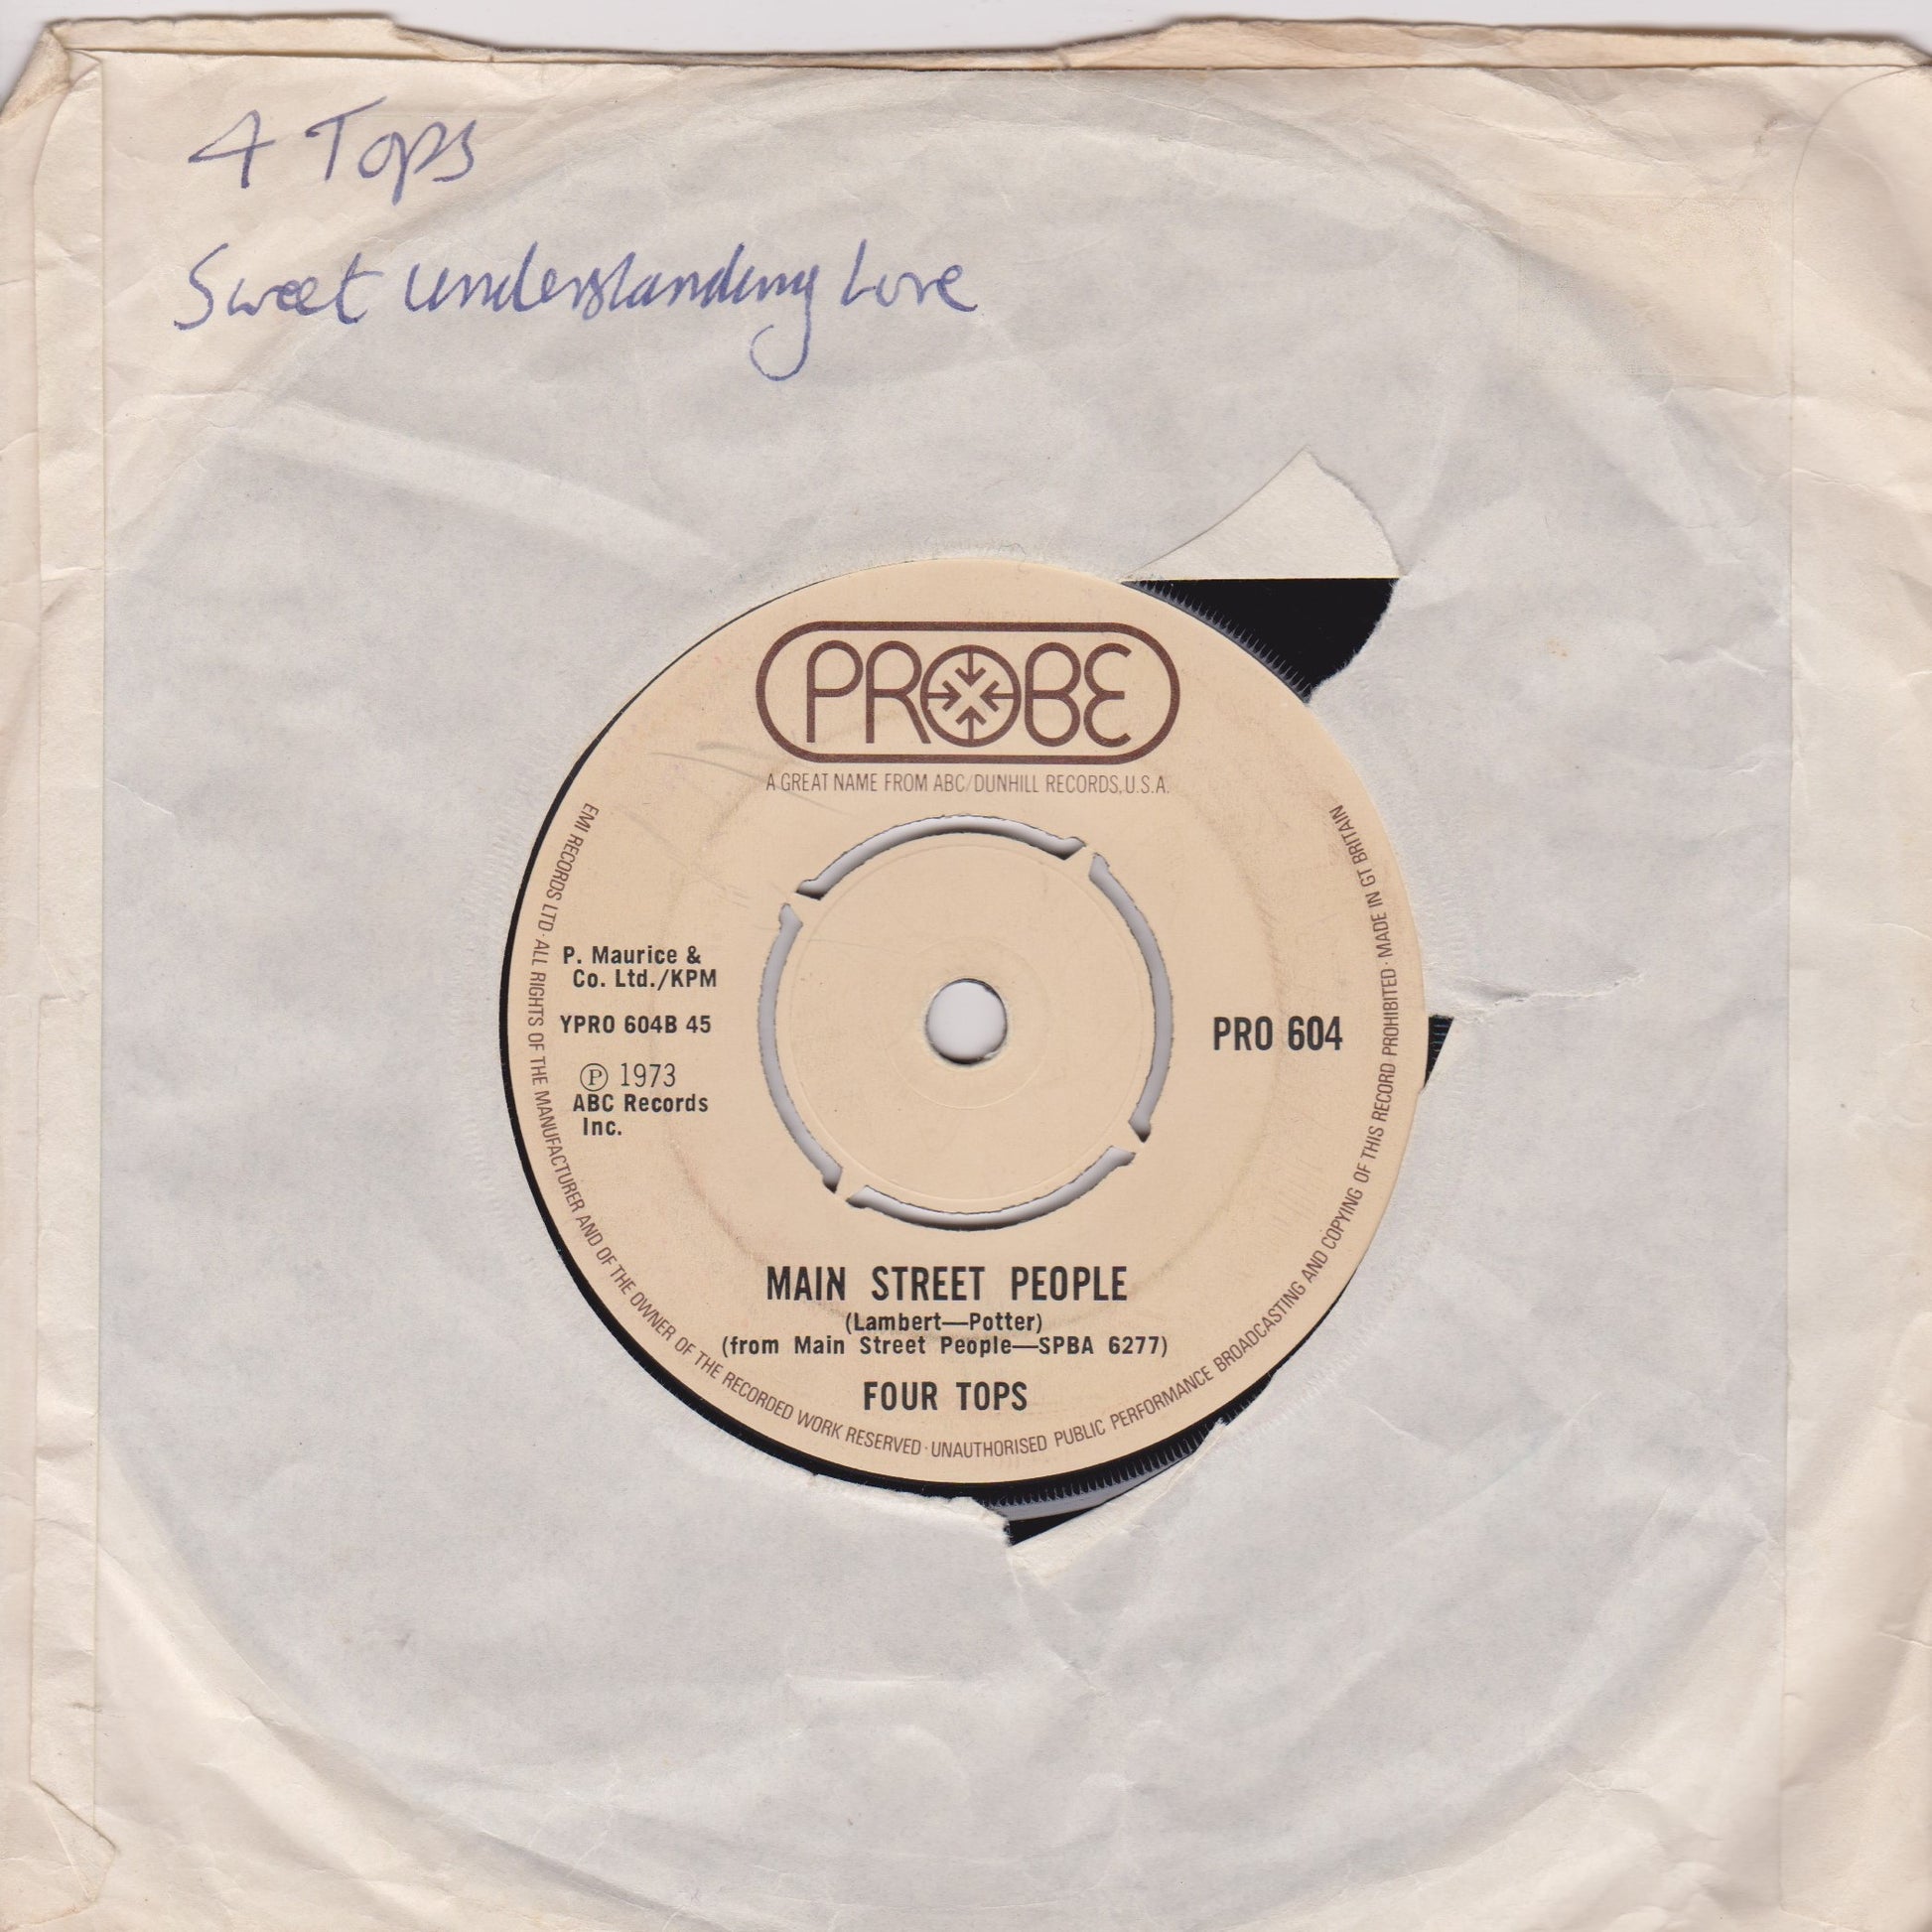 4 Tops
Sweet understanding Love
PROBE
A GREAT NAME FROM ABC/DUNHILL RECORDS, U.S.A.
EMI RECORDS LTD · ALL RIGHTS OF THE MANUFACTURER AND OF THE OWNER OF THE RECORDED WORK RESERVED · UNAUTHORISED PUBLIC PERFORMANCE BROADCASTING AND COPYING OF THIS RECORD PROHIBITED · MADE IN GT BRITAIN
P. Maurice &
Co. Ltd./KPM
YPRO 604B 45
Ⓟ 1973
ABC Records
Inc.
PRO 604
MAIN STREET PEOPLE
(Lambert—Potter)
(from Main Street People—SPBA 6277)
FOUR TOPS